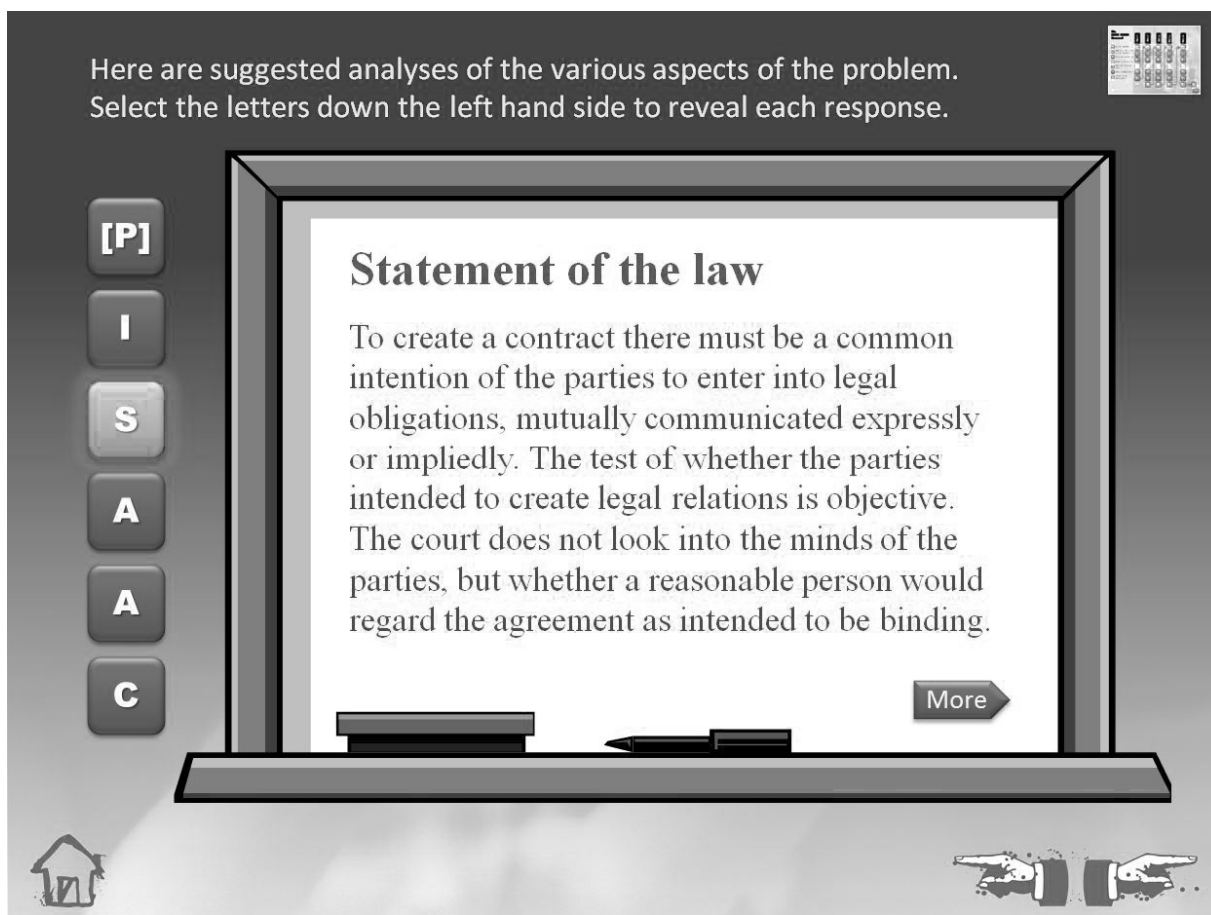 Here are suggested analyses of the various aspects of the problem.
Select the letters down the left hand side to reveal each response.
[P]
I
S
A
A
C
Statement of the law
To create a contract there must be a common
intention of the parties to enter into legal
obligations, mutually communicated expressly
or impliedly. The test of whether the parties
intended to create legal relations is objective.
The court does not look into the minds of the
parties, but whether a reasonable person would
regard the agreement as intended to be binding.
More